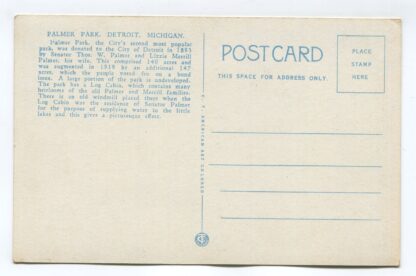 PALMER PARK, DETROIT, MICHIGAN.
Palmer Park, the City's second most popular
park, was donated to the City of Detroit in 1893
by Senator Thos. W. Palmer and Lizzie Merrill
Palmer, his wife. This comprised 140 acres and
was augmented in 1919 by an additional 147
acres, which the people voted for on a bond
issue. A large portion of the park is undeveloped.
The park has a Log Cabin, which contains many
heirlooms of the old Palmer and Merrill families.
There is an old windmill placed there when the
Log Cabin was the residence of Senator Palmer
for the purpose of supplying water to the little
lakes and this gives a picturesque effect.
C. T. AMERICAN ART COLORED
POST CARD
THIS SPACE FOR ADDRESS ONLY.
PLACE
STAMP
HERE